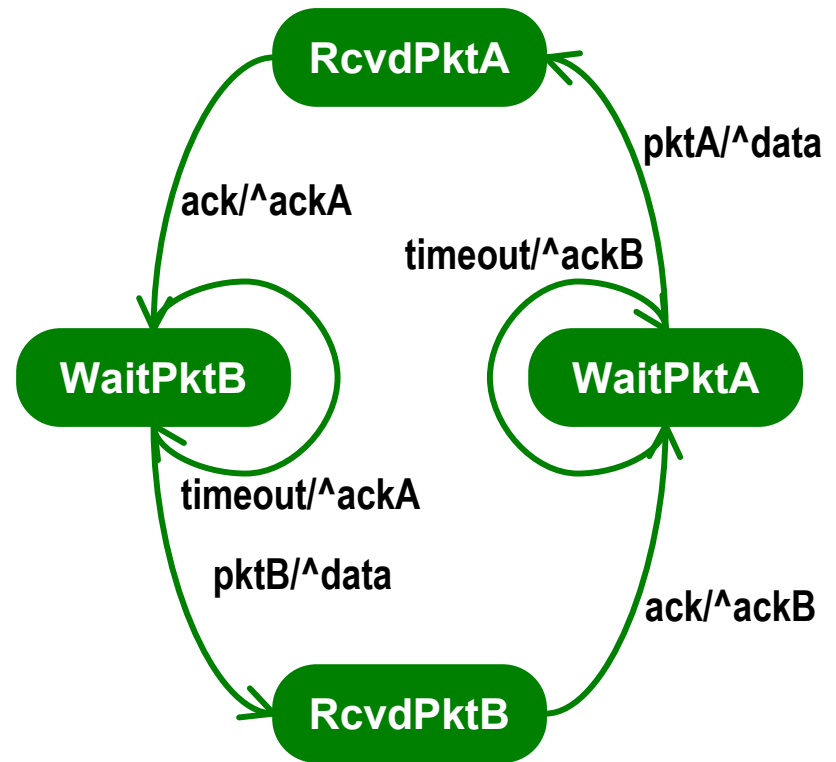 RcvdPktA
pktA/^data
ack/^ackA
timeout/^ackB
WaitPktB
WaitPktA
timeout/^ackA
pktB/^data
ack/^ackB
RcvdPktB